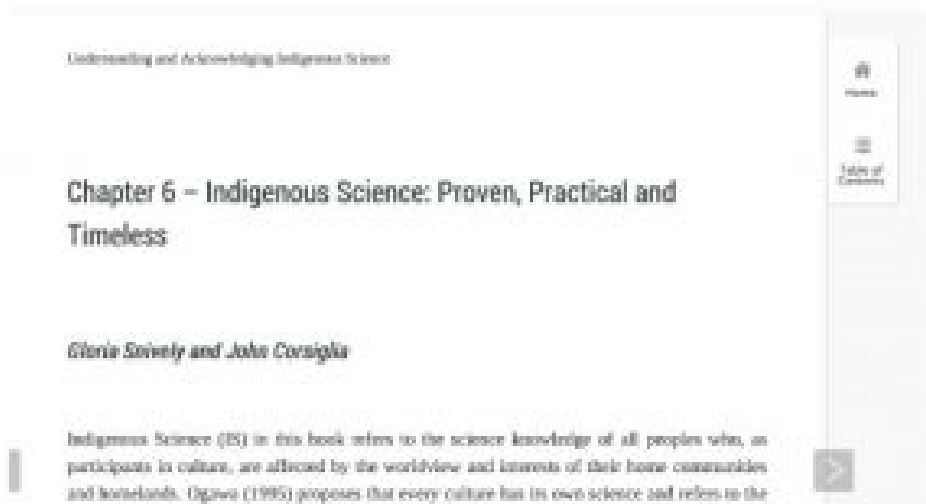 Understanding and Acknowledging Indigenous Science
Home
Table of
Contents
Chapter 6 – Indigenous Science: Proven, Practical and
Timeless
Gloria Snively and John Corsiglia
Indigenous Science (IS) in this book refers to the science knowledge of all peoples who, as
participants in culture, are affected by the worldview and interests of their home communities
and homelands. Ogawa (1995) proposes that every culture has its own science and refers to the